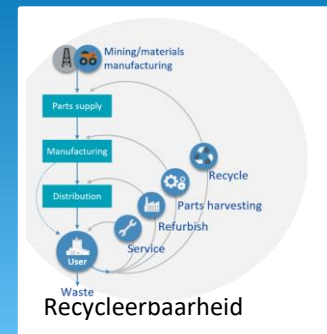 Mining/materials
manufacturing
Parts supply
Manufacturing
Recycle
Parts harvesting
Distribution
Refurbish
Service
User
Waste
Recycleerbaarheid